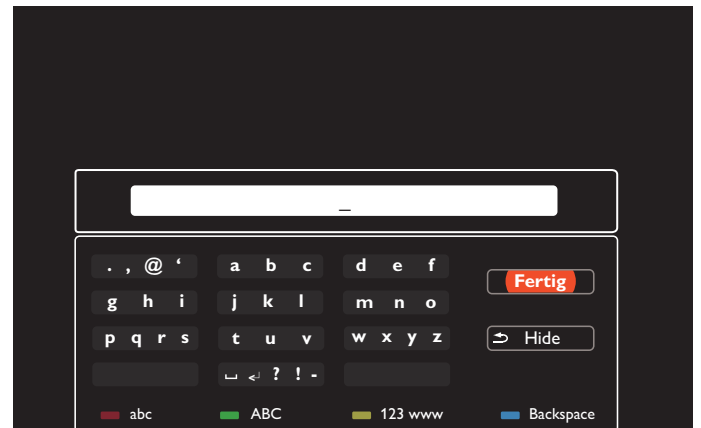 _
. , @ ‘ a b c d e f
Fertig
g h i j k l m n o
p q r s t u v w x y z
Hide
␣ ↵ ? ! -
abc ABC 123 www Backspace